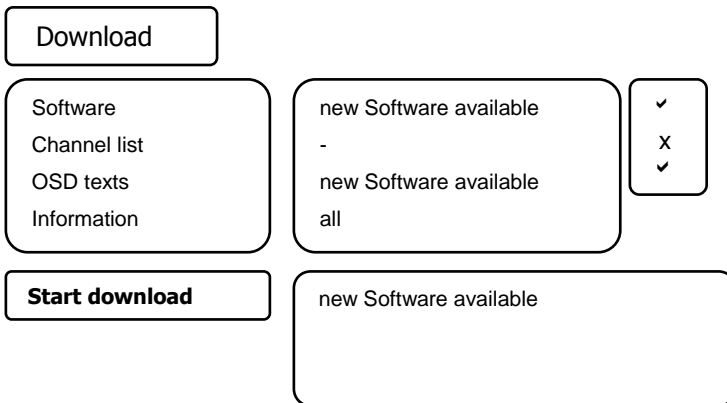 Download
Software new Software available ✓
Channel list - x
OSD texts new Software available ✓
Information all
Start download new Software available